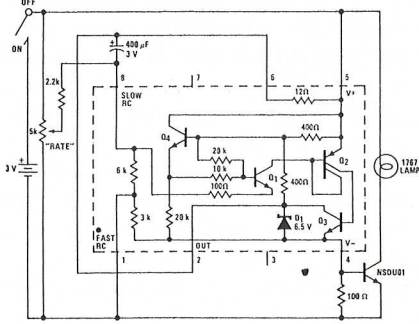 OFF
ON
+ 400 μF
3 V
2.2k
5k
"RATE"
3 V
+
8
7
6
5
SLOW
RC
12Ω
V+
Q4
400Ω
20 k
10 k
100Ω
Q1
Q2
6 k
400Ω
3 k
20 k
D1
6.5 V
Q3
FAST
RC
OUT
V−
1
2
3
4
1767
LAMP
NSDU01
100 Ω